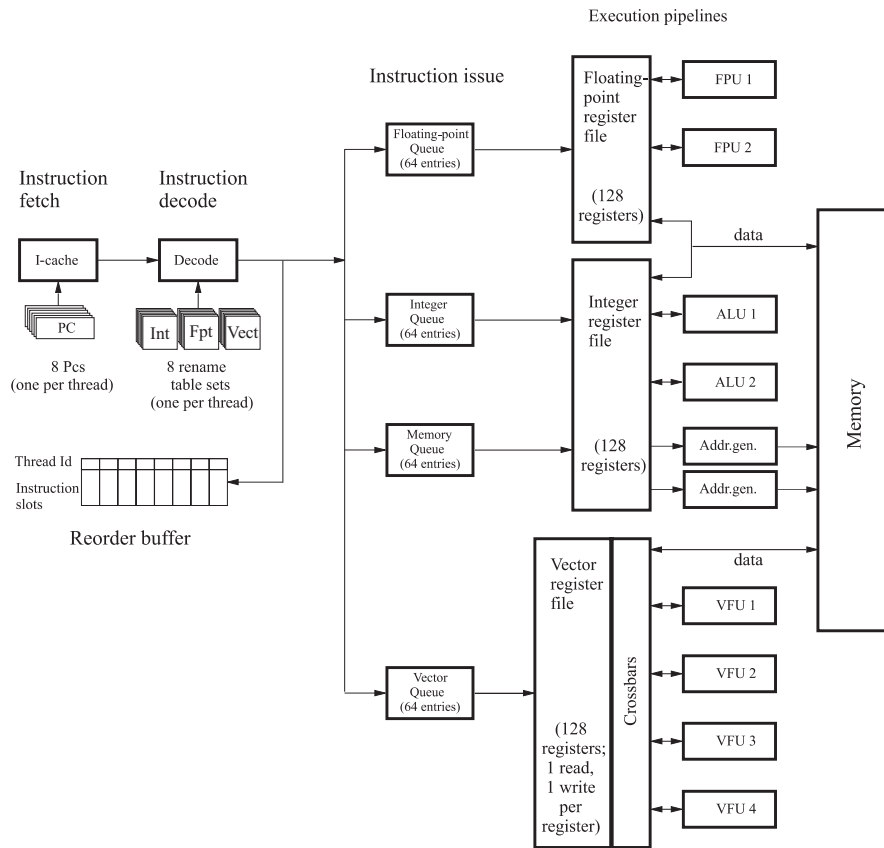 Execution pipelines
Instruction issue
Floating-
point
register
file
(128
registers)
FPU 1
FPU 2
Floating-point
Queue
(64 entries)
Instruction
fetch
Instruction
decode
I-cache
Decode
PC
Int
Fpt
Vect
8 Pcs
(one per thread)
8 rename
table sets
(one per thread)
data
Integer
Queue
(64 entries)
Integer
register
file
(128
registers)
ALU 1
ALU 2
Memory
Queue
(64 entries)
Addr.gen.
Addr.gen.
Memory
Thread Id
Instruction
slots
Reorder buffer
data
Vector
register
file
(128
registers;
1 read,
1 write
per
register)
Crossbars
VFU 1
VFU 2
VFU 3
VFU 4
Vector
Queue
(64 entries)